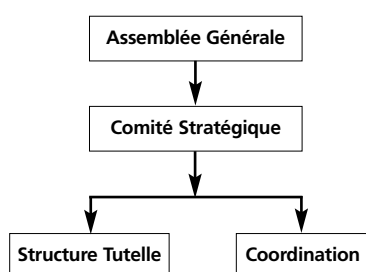 Assemblée Générale
Comité Stratégique
Structure Tutelle
Coordination